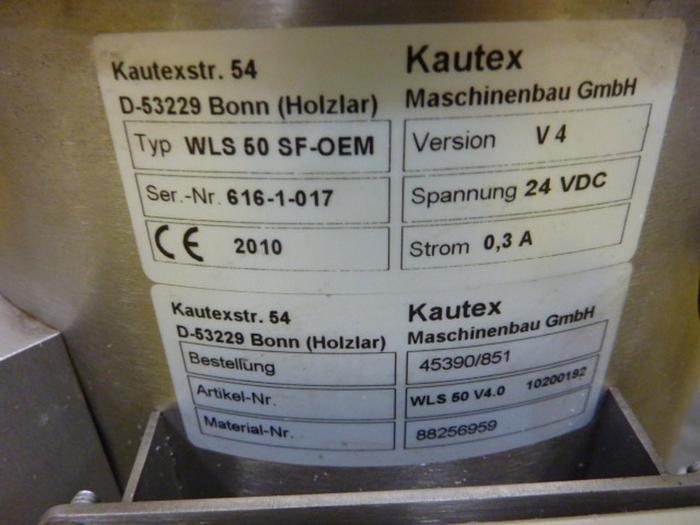 Kautexstr. 54
D-53229 Bonn (Holzlar)
Kautex
Maschinenbau GmbH
Typ WLS 50 SF-OEM
Version V 4
Ser.-Nr. 616-1-017
Spannung 24 VDC
CE 2010
Strom 0,3 A
Kautexstr. 54
D-53229 Bonn (Holzlar)
Kautex
Maschinenbau GmbH
Bestellung 45390/851
Artikel-Nr. WLS 50 V4.0 10200192
Material-Nr. 88256959